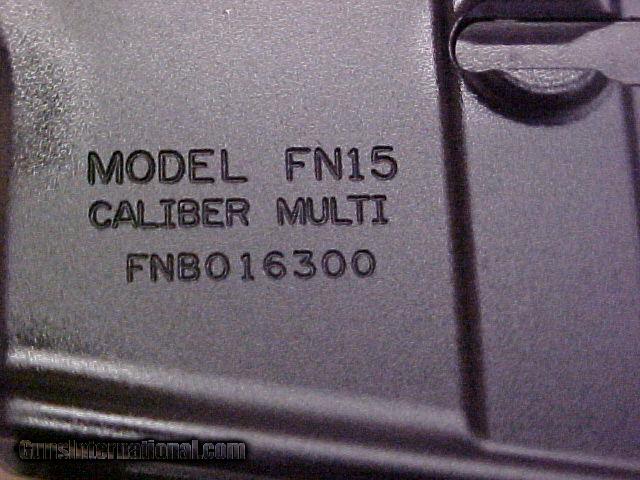 MODEL FN15
CALIBER MULTI
FNB016300
GunsInternational.com